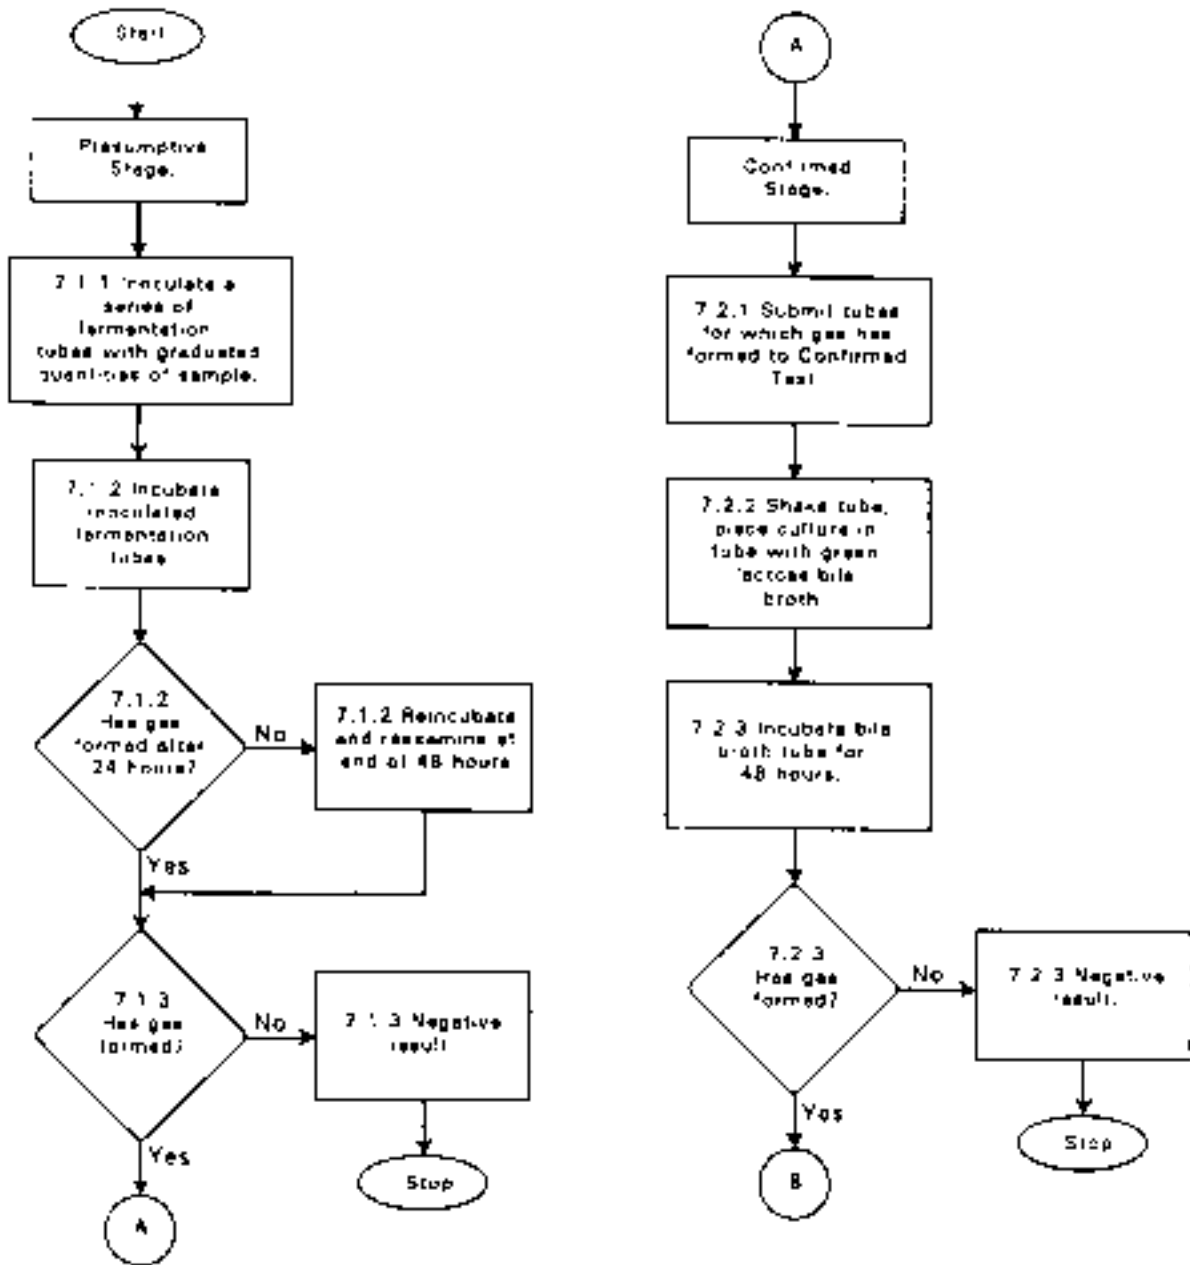 Start
Presumptive
Stage.
7.1.1 Innoculate a
series of
fermentation
tubes with graduated
quantities of sample.
7.1.2 Incubate
inoculated
fermentation
tubes
7.1.2
Has gas
formed after
24 hours?
No
7.1.2 Reincubate
and reexamine at
end of 48 hours
Yes
7.1.3
Has gas
formed?
No
7.1.3 Negative
result
Yes
Stop
A
A
Confirmed
Stage.
7.2.1 Submit tubes
for which gas has
formed to Confirmed
Test
7.2.2 Shake tube,
place culture in
tube with green
lactose bile
broth
7.2.3 Incubate bile
broth tube for
48 hours.
7.2.3
Has gas
formed?
No
7.2.3 Negative
result.
Yes
Stop
B